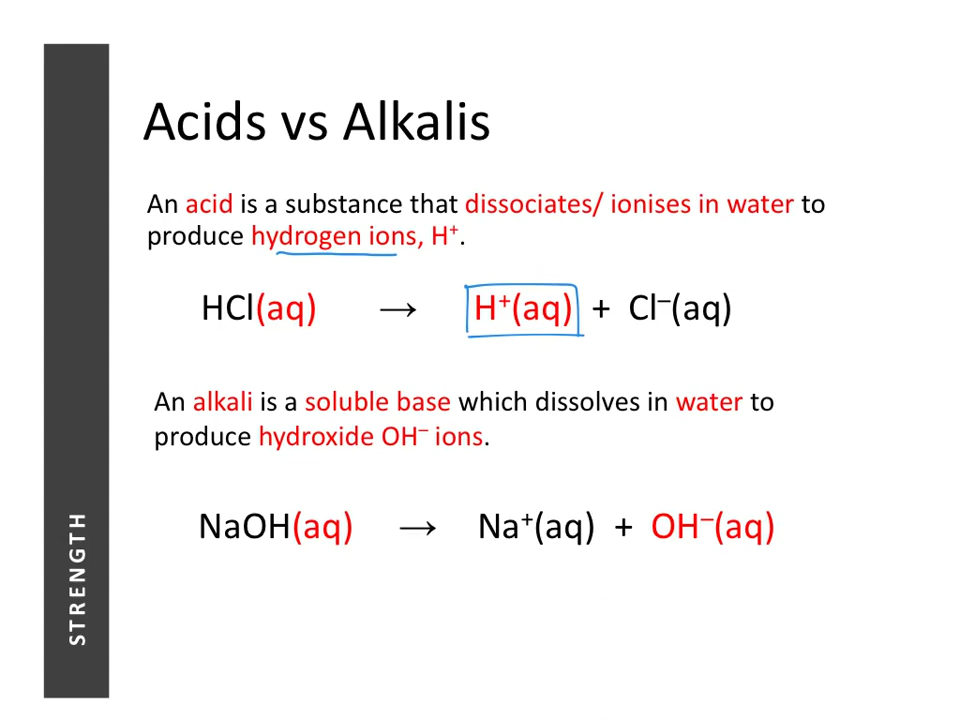 Acids vs Alkalis
An acid is a substance that dissociates/ ionises in water to
produce hydrogen ions, H⁺.
HCl(aq) → H⁺(aq) + Cl⁻(aq)
An alkali is a soluble base which dissolves in water to
produce hydroxide OH⁻ ions.
NaOH(aq) → Na⁺(aq) + OH⁻(aq)
STRENGTH